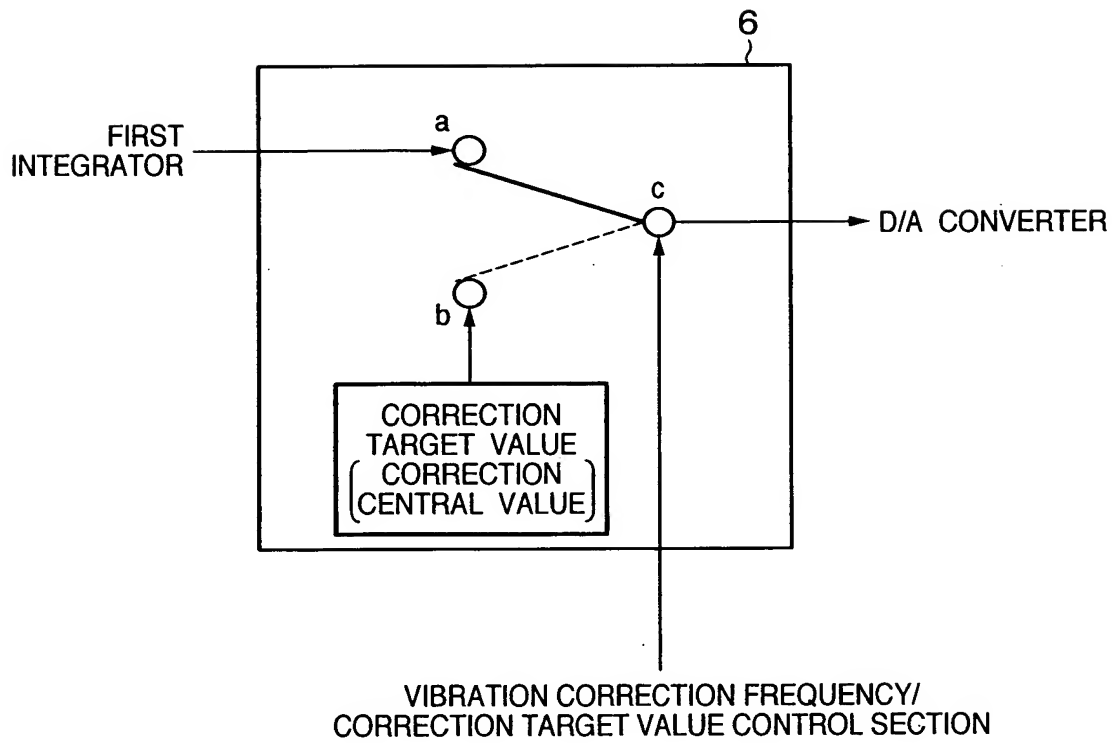 6
a
FIRST
INTEGRATOR
c
D/A CONVERTER
b
CORRECTION
TARGET VALUE
(CORRECTION
CENTRAL VALUE)
VIBRATION CORRECTION FREQUENCY/
CORRECTION TARGET VALUE CONTROL SECTION